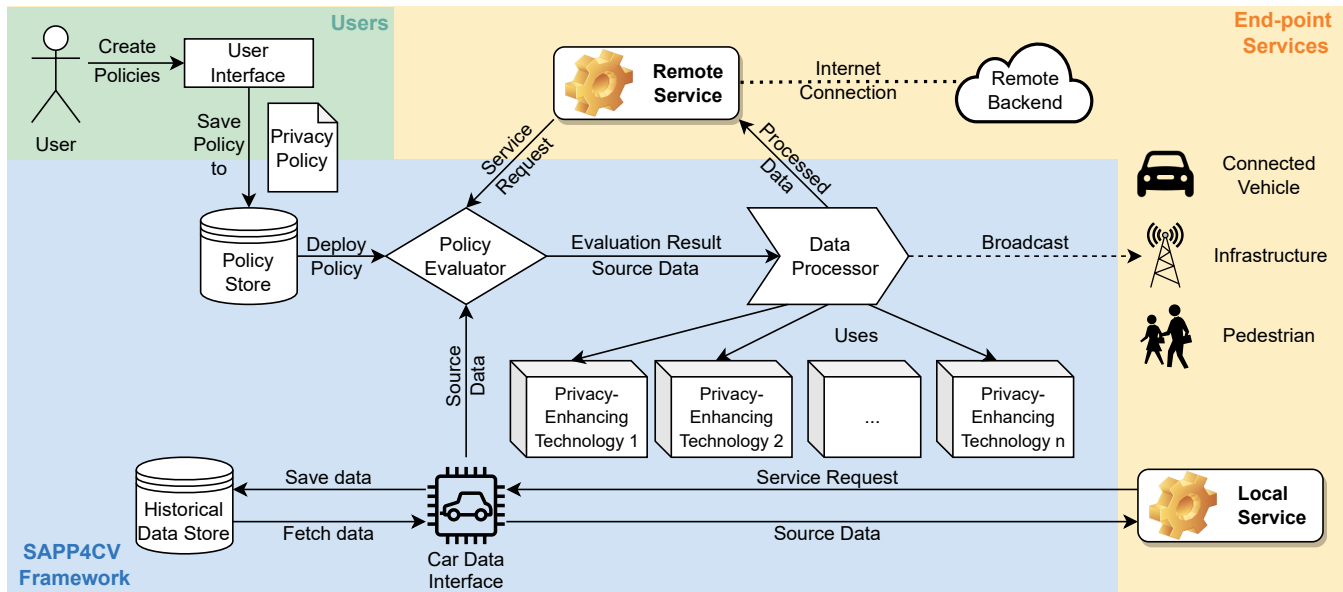 Users
End-point
Services
Create
Policies
User
Interface
User
Save
Policy
to
Privacy
Policy
Remote
Service
Internet
Connection
Remote
Backend
Service
Request
Processed
Data
Connected
Vehicle
Policy
Store
Deploy
Policy
Policy
Evaluator
Evaluation Result
Source Data
Data
Processor
Broadcast
Infrastructure
Uses
Pedestrian
Source
Data
Privacy-
Enhancing
Technology 1
Privacy-
Enhancing
Technology 2
...
Privacy-
Enhancing
Technology n
Historical
Data Store
Save data
Fetch data
Car Data
Interface
Service Request
Source Data
Local
Service
SAPP4CV
Framework